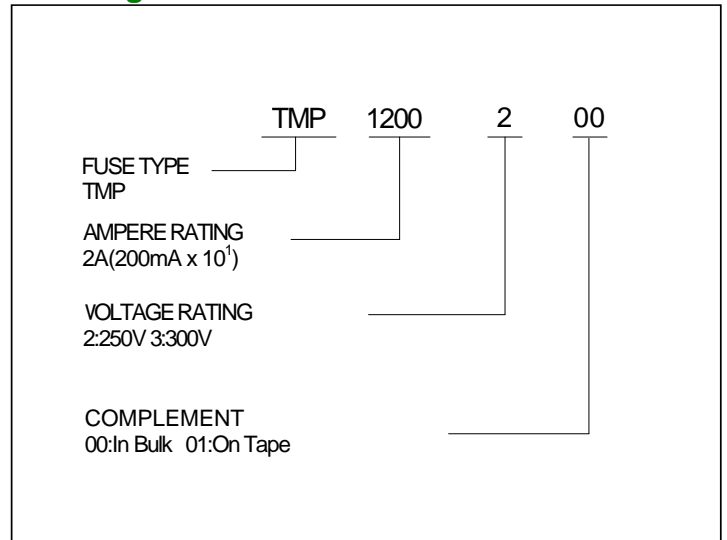 TMP 1200 2 00
FUSE TYPE
TMP
AMPERE RATING
2A(200mA x 10¹)
VOLTAGE RATING
2:250V 3:300V
COMPLEMENT
00:In Bulk 01:On Tape